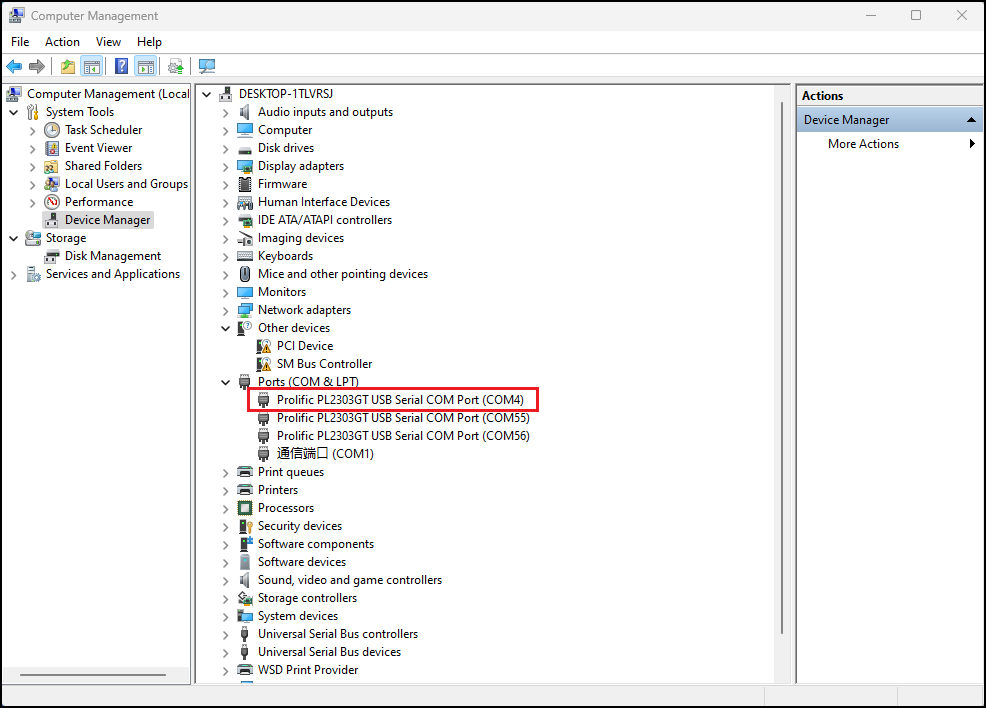 Computer Management
File Action View Help
Computer Management (Local
System Tools
Task Scheduler
Event Viewer
Shared Folders
Local Users and Groups
Performance
Device Manager
Storage
Disk Management
Services and Applications
DESKTOP-1TLVRSJ
Audio inputs and outputs
Computer
Disk drives
Display adapters
Firmware
Human Interface Devices
IDE ATA/ATAPI controllers
Imaging devices
Keyboards
Mice and other pointing devices
Monitors
Network adapters
Other devices
PCI Device
SM Bus Controller
Ports (COM & LPT)
Prolific PL2303GT USB Serial COM Port (COM4)
Prolific PL2303GT USB Serial COM Port (COM55)
Prolific PL2303GT USB Serial COM Port (COM56)
通信端口 (COM1)
Print queues
Printers
Processors
Security devices
Software components
Software devices
Sound, video and game controllers
Storage controllers
System devices
Universal Serial Bus controllers
Universal Serial Bus devices
WSD Print Provider
Actions
Device Manager
More Actions